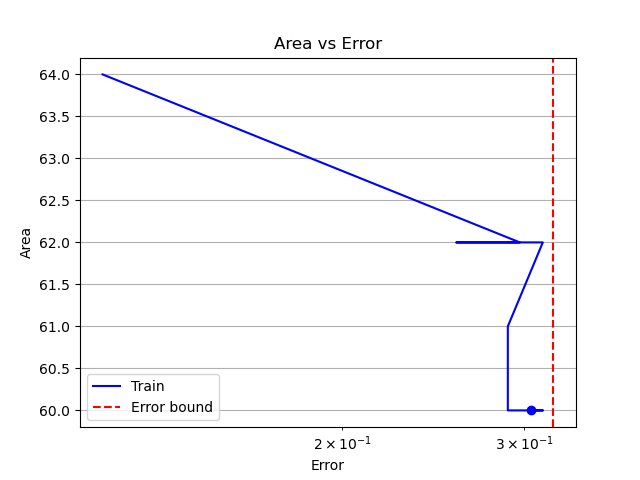 Area vs Error
Area
64.0
63.5
63.0
62.5
62.0
61.5
61.0
60.5
60.0
Train
Error bound
2 × 10⁻¹
3 × 10⁻¹
Error